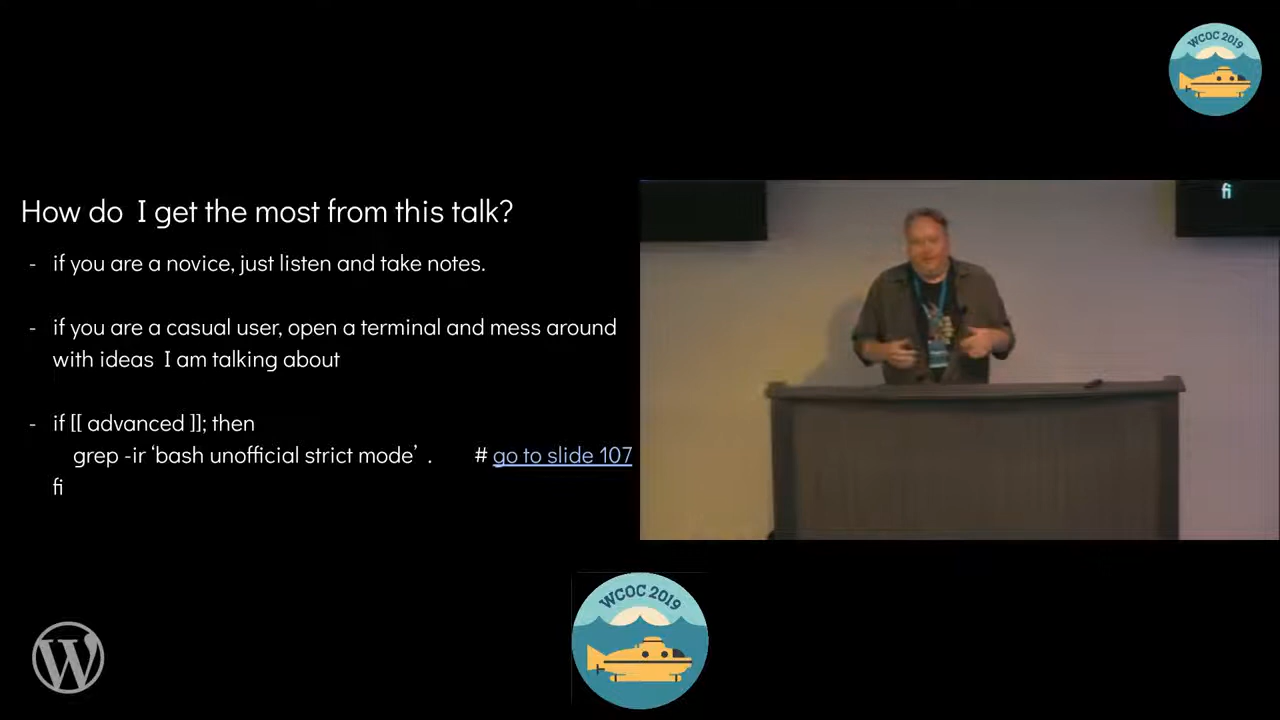 WCOC 2019
How do I get the most from this talk?
- if you are a novice, just listen and take notes.
- if you are a casual user, open a terminal and mess around
with ideas I am talking about
- if [[ advanced ]]; then
grep -ir ‘bash unofficial strict mode’ . # go to slide 107
fi
fi
WCOC 2019
W